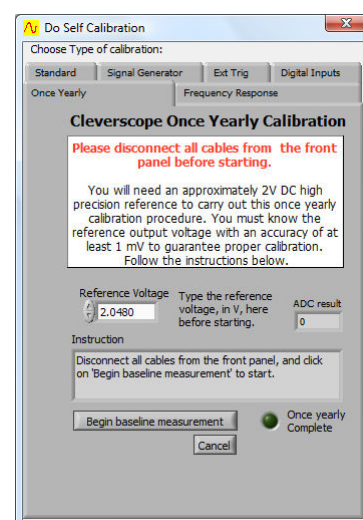 Do Self Calibration
Choose Type of calibration:
Standard Signal Generator Ext Trig Digital Inputs
Once Yearly Frequency Response
Cleverscope Once Yearly Calibration
Please disconnect all cables from the front
panel before starting.
You will need an approximately 2V DC high
precision reference to carry out this once yearly
calibration procedure. You must know the
reference output voltage with an accuracy of at
least 1 mV to guarantee proper calibration.
Follow the instructions below.
Reference Voltage
2.0480
Type the reference
voltage, in V, here
before starting.
ADC result
0
Instruction
Disconnect all cables from the front panel, and click
on 'Begin baseline measurement' to start.
Begin baseline measurement
Once yearly
Complete
Cancel